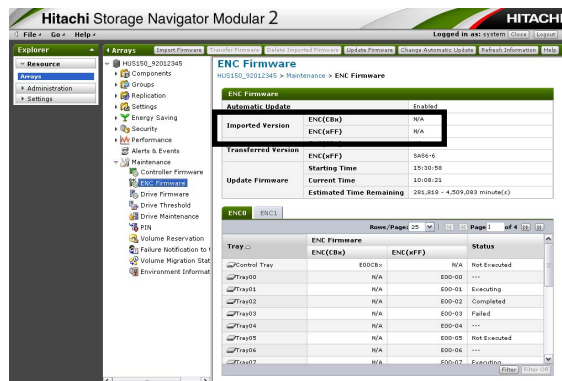 Hitachi Storage Navigator Modular 2
HITACHI
File Go Help
Logged in as: system Close Logout
Explorer
Arrays
Import Firmware Transfer Firmware Delete Imported Firmware Update Firmware Change Automatic Update Refresh Information Help
Resource
Arrays
Administration
Settings
HUS150_92012345
Components
Groups
Replication
Settings
Energy Saving
Security
Performance
Alerts & Events
Maintenance
Controller Firmware
ENC Firmware
Drive Firmware
Drive Threshold
Drive Maintenance
PIN
Volume Reservation
Failure Notification to
Volume Migration Stat
Environment Informat
ENC Firmware
HUS150_92012345 > Maintenance > ENC Firmware
ENC Firmware
Automatic Update Enabled
Imported Version ENC(CBx) N/A
ENC(xFF) N/A
Transferred Version
ENC(xFF) SAS6-6
Update Firmware Starting Time 15:30:58
Current Time 10:08:21
Estimated Time Remaining 281,818 - 4,509,083 minute(s)
ENC0 ENC1
Rows/Page: 25 Page 1 of 4
Tray ENC Firmware Status
ENC(CBx) ENC(xFF)
Control Tray E00CBx N/A Not Executed
Tray00 N/A E00-00 ---
Tray01 N/A E00-01 Executing
Tray02 N/A E00-02 Completed
Tray03 N/A E00-03 Failed
Tray04 N/A E00-04 ---
Tray05 N/A E00-05 Not Executed
Tray06 N/A E00-06 ---
Tray07 N/A E00-07 Executing
Filter Filter Off